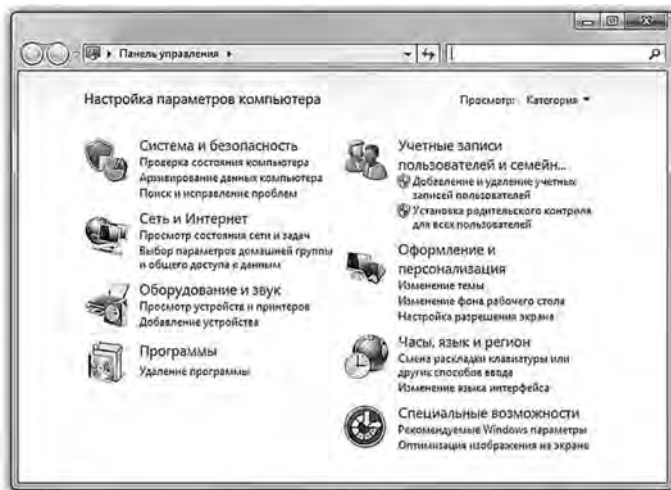 Панель управления
Настройка параметров компьютера
Просмотр: Категория
Система и безопасность
Проверка состояния компьютера
Архивирование данных компьютера
Поиск и исправление проблем
Сеть и Интернет
Просмотр состояния сети и задач
Выбор параметров домашней группы
и общего доступа к данным
Оборудование и звук
Просмотр устройств и принтеров
Добавление устройства
Программы
Удаление программы
Учетные записи
пользователей и семейн...
Добавление и удаление учетных
записей пользователей
Установка родительского контроля
для всех пользователей
Оформление и
персонализация
Изменение темы
Изменение фона рабочего стола
Настройка разрешения экрана
Часы, язык и регион
Смена раскладки клавиатуры или
других способов ввода
Изменение языка интерфейса
Специальные возможности
Рекомендуемые Windows параметры
Оптимизация изображения на экране